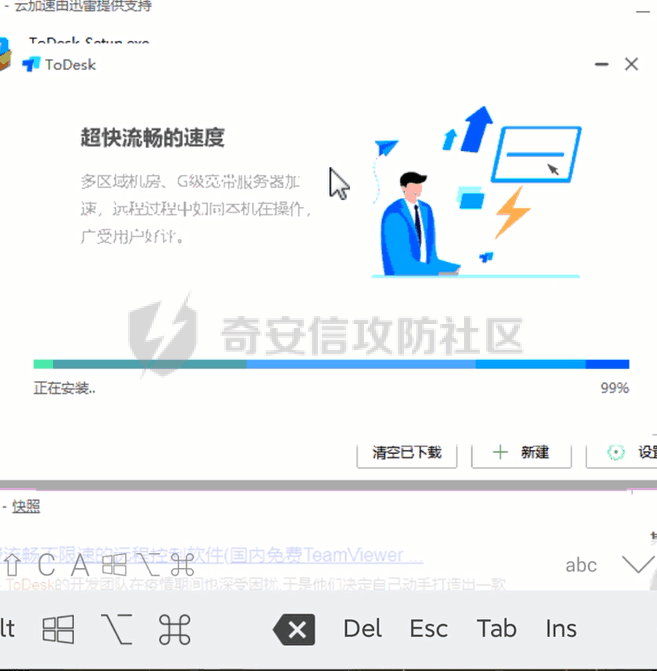 - 云加速由迅雷提供支持
ToDesk Setup.exe
ToDesk
超快流畅的速度
多区域机房、G级宽带服务器加
速，远程过程中如同本机在操作，
广受用户好评。
奇安信攻防社区
正在安装..
99%
清空已下载
新建
设置
- 快照
流畅不限速的远程控制软件(国内免费TeamViewer ...
C A
abc
ToDesk的开发团队在疫情期间也深受困扰,于是他们决定自己动手打造出一款
lt
Del Esc Tab Ins